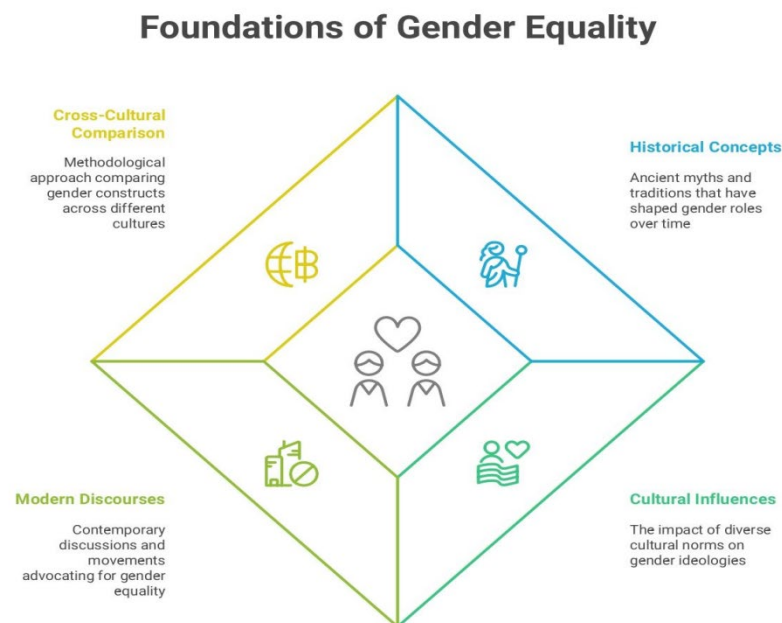 Foundations of Gender Equality
Cross-Cultural
Comparison
Methodological
approach comparing
gender constructs
across different
cultures
Historical Concepts
Ancient myths and
traditions that have
shaped gender roles
over time
Modern Discourses
Contemporary
discussions and
movements
advocating for gender
equality
Cultural Influences
The impact of diverse
cultural norms on
gender ideologies